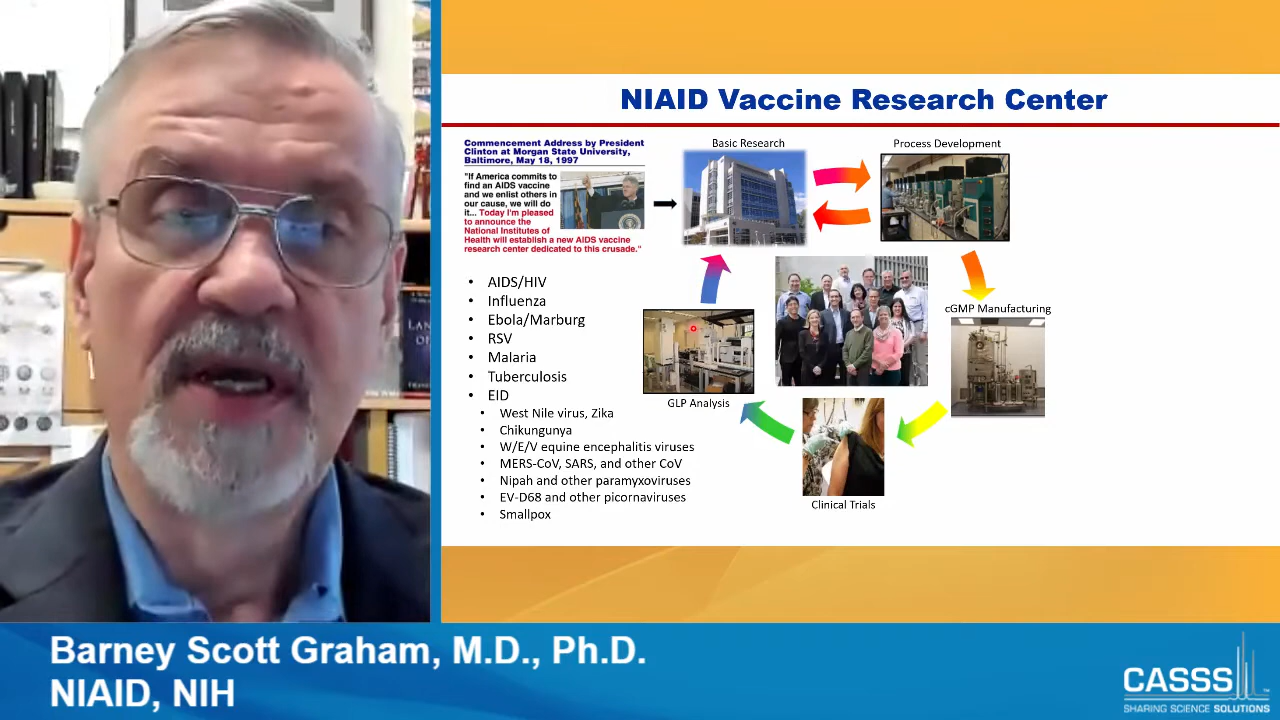 NIAID Vaccine Research Center
Commencement Address by President
Clinton at Morgan State University,
Baltimore, May 18, 1997
"If America commits to
find an AIDS vaccine
and we enlist others in
our cause, we will do
it... Today I'm pleased
to announce the
National Institutes of
Health will establish a new AIDS vaccine
research center dedicated to this crusade."
Basic Research
Process Development
cGMP Manufacturing
Clinical Trials
GLP Analysis
• AIDS/HIV
• Influenza
• Ebola/Marburg
• RSV
• Malaria
• Tuberculosis
• EID
• West Nile virus, Zika
• Chikungunya
• W/E/V equine encephalitis viruses
• MERS-CoV, SARS, and other CoV
• Nipah and other paramyxoviruses
• EV-D68 and other picornaviruses
• Smallpox
Barney Scott Graham, M.D., Ph.D.
NIAID, NIH
CASSS
SHARING SCIENCE SOLUTIONS